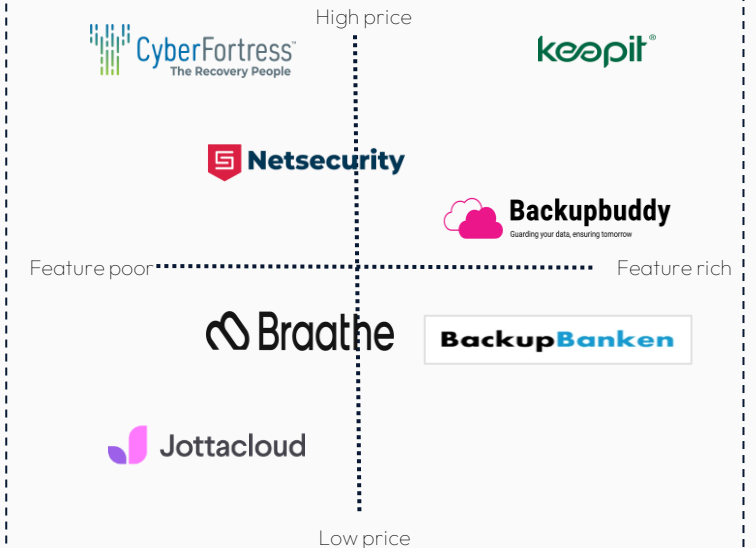 High price
CyberFortress™
The Recovery People
keepit®
Netsecurity
Backupbuddy
Guarding your data, ensuring tomorrow
Feature poor
Feature rich
Braathe
BackupBanken
Jottacloud
Low price